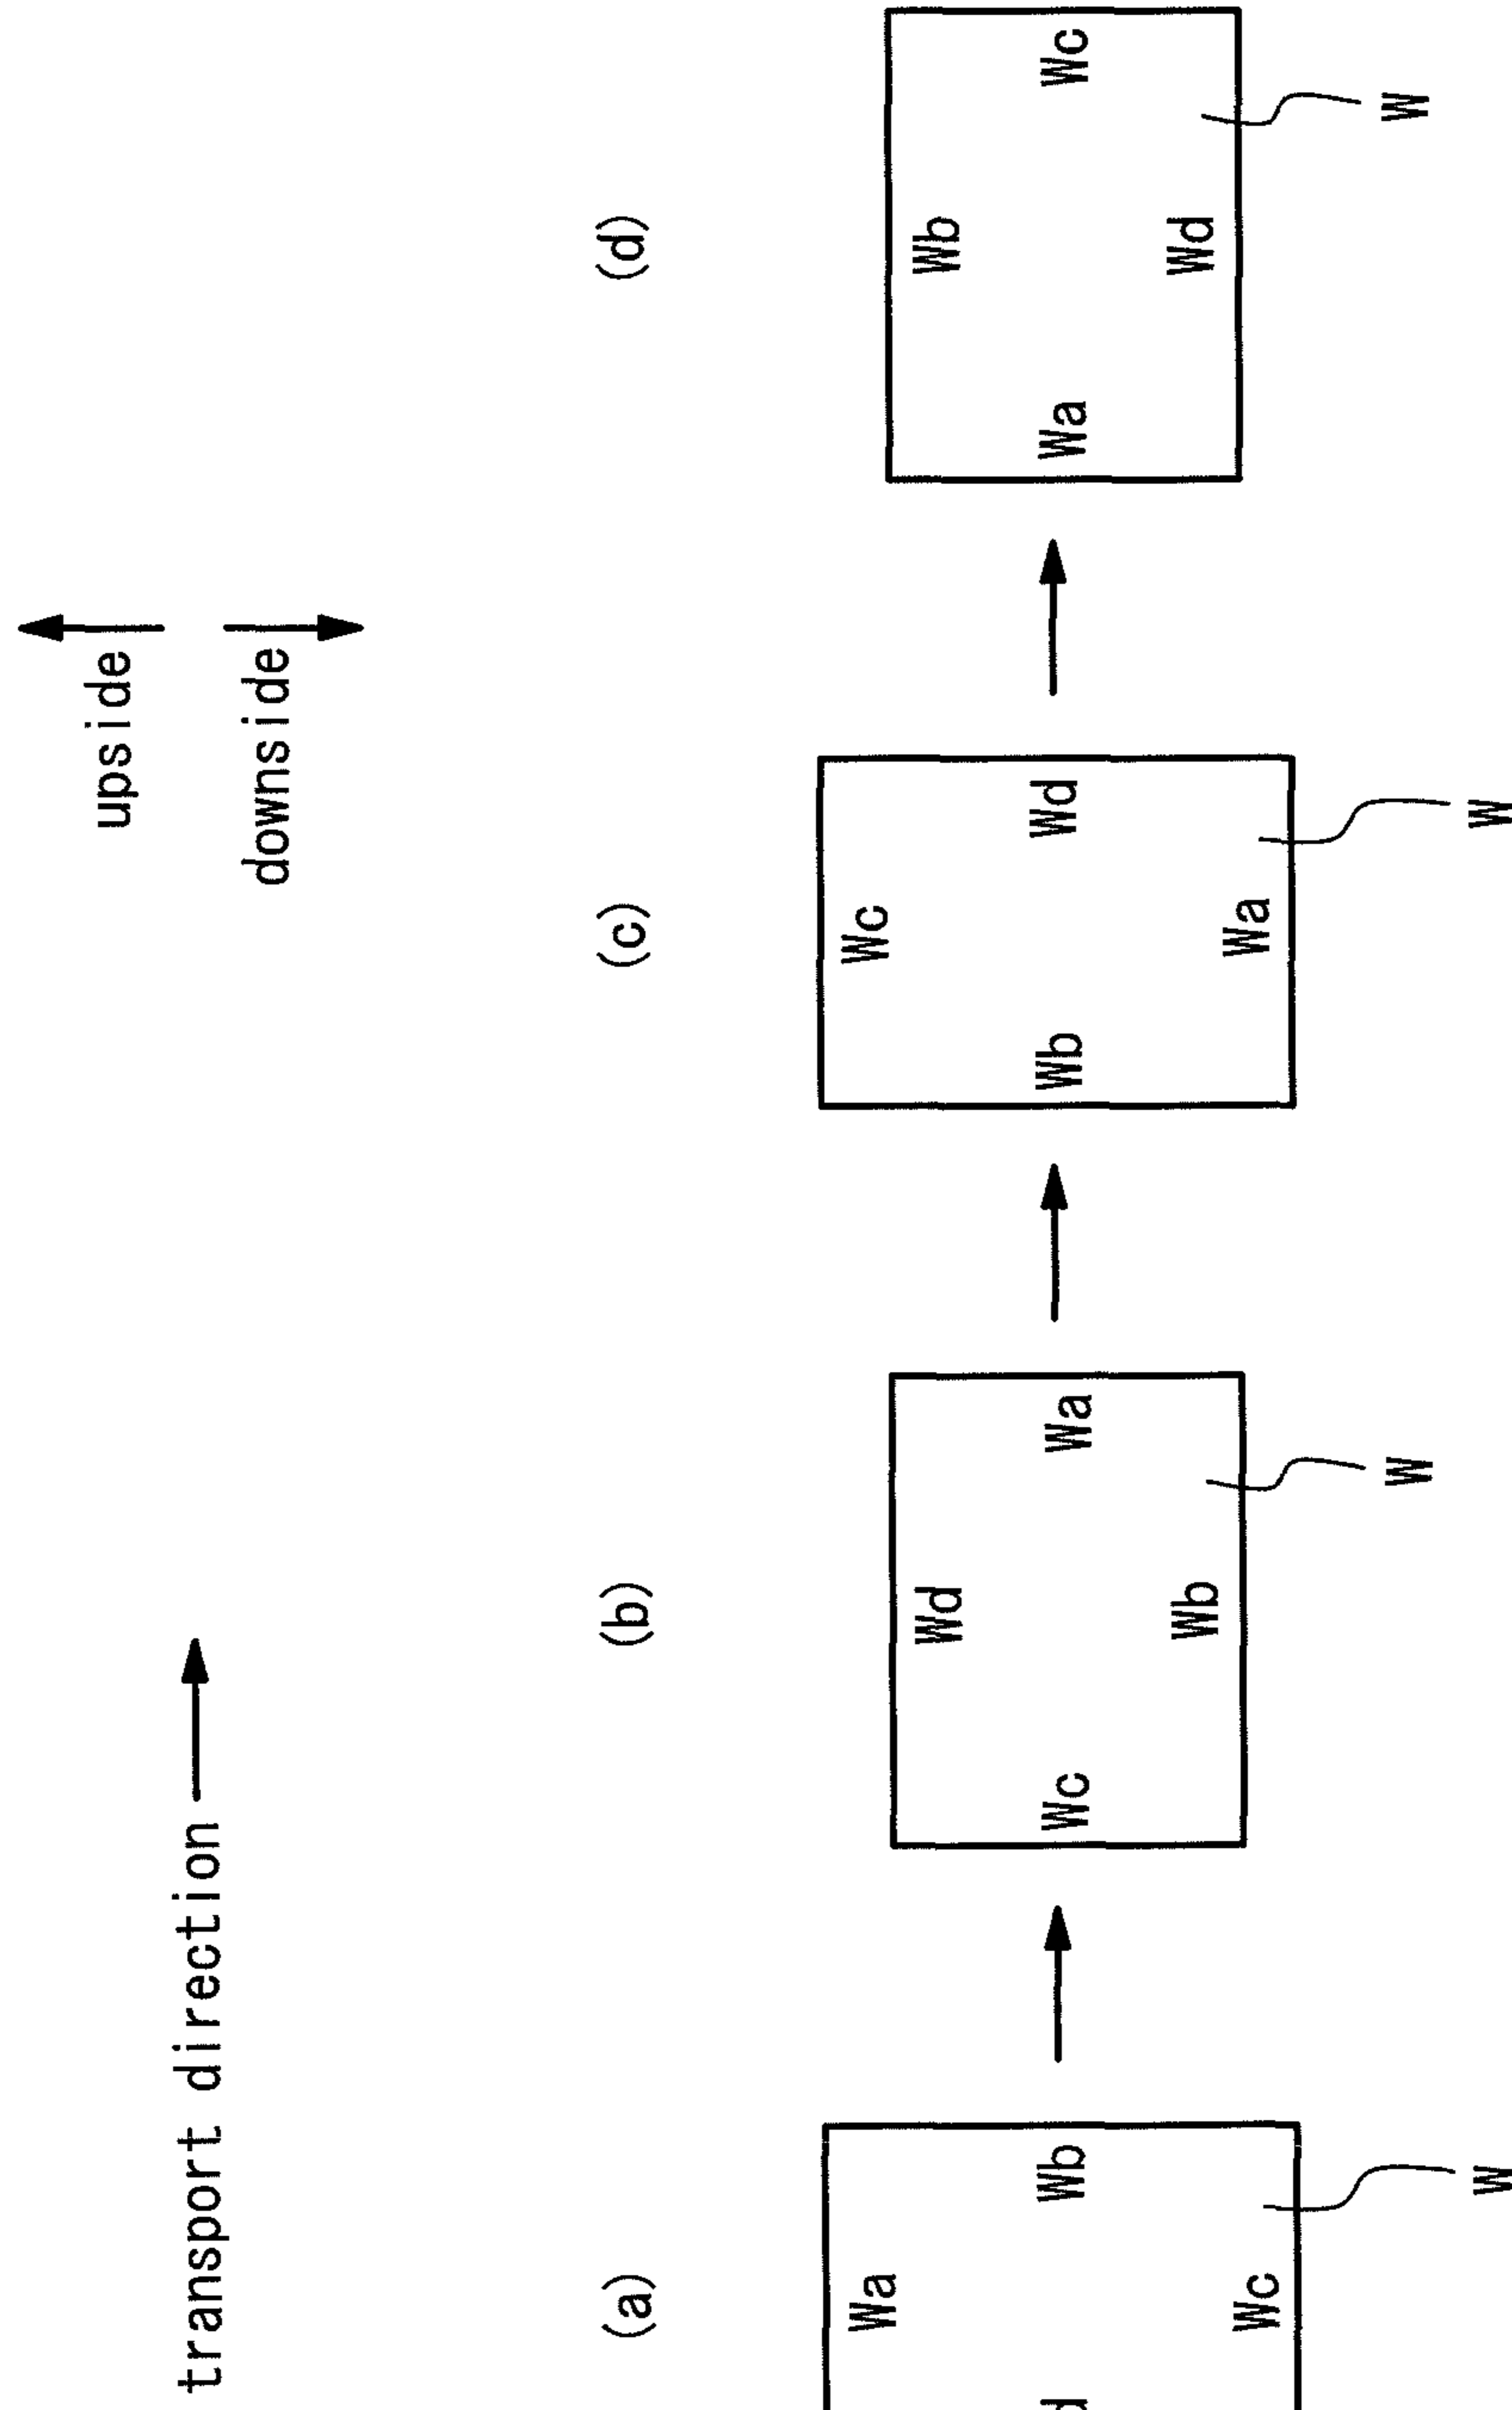 transport direction
upside
downside
(a)
Wa
Wb
Wc
W
(b)
Wd
Wc
Wa
Wb
W
(c)
Wc
Wb
Wd
Wa
W
(d)
Wb
Wa
Wc
Wd
W